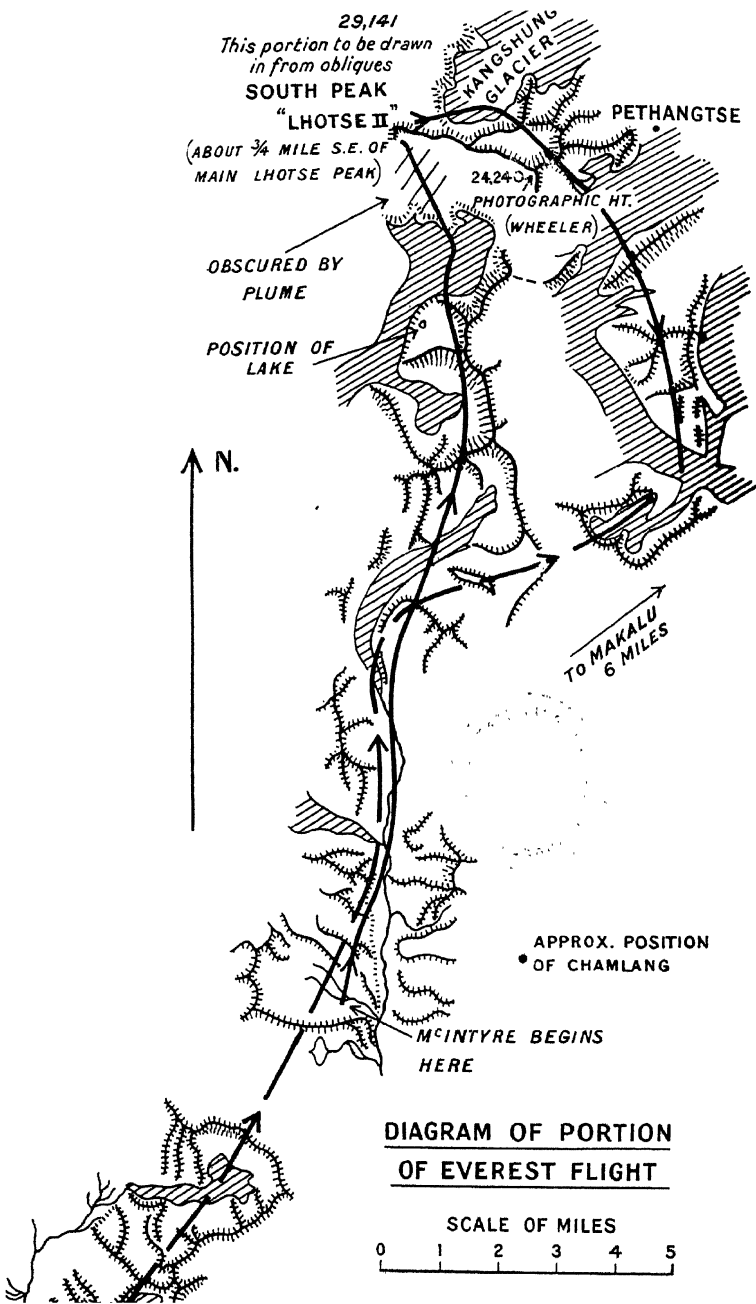 29,141
This portion to be drawn
in from obliques
SOUTH PEAK
"LHOTSE II"
(ABOUT ¾ MILE S.E. OF
MAIN LHOTSE PEAK)
KANGSHUNG
GLACIER
PETHANGTSE
24,240
PHOTOGRAPHIC HT.
(WHEELER)
OBSCURED BY
PLUME
POSITION OF
LAKE
N.
TO MAKALU
6 MILES
APPROX. POSITION
OF CHAMLANG
McINTYRE BEGINS
HERE
DIAGRAM OF PORTION
OF EVEREST FLIGHT
SCALE OF MILES
0 1 2 3 4 5